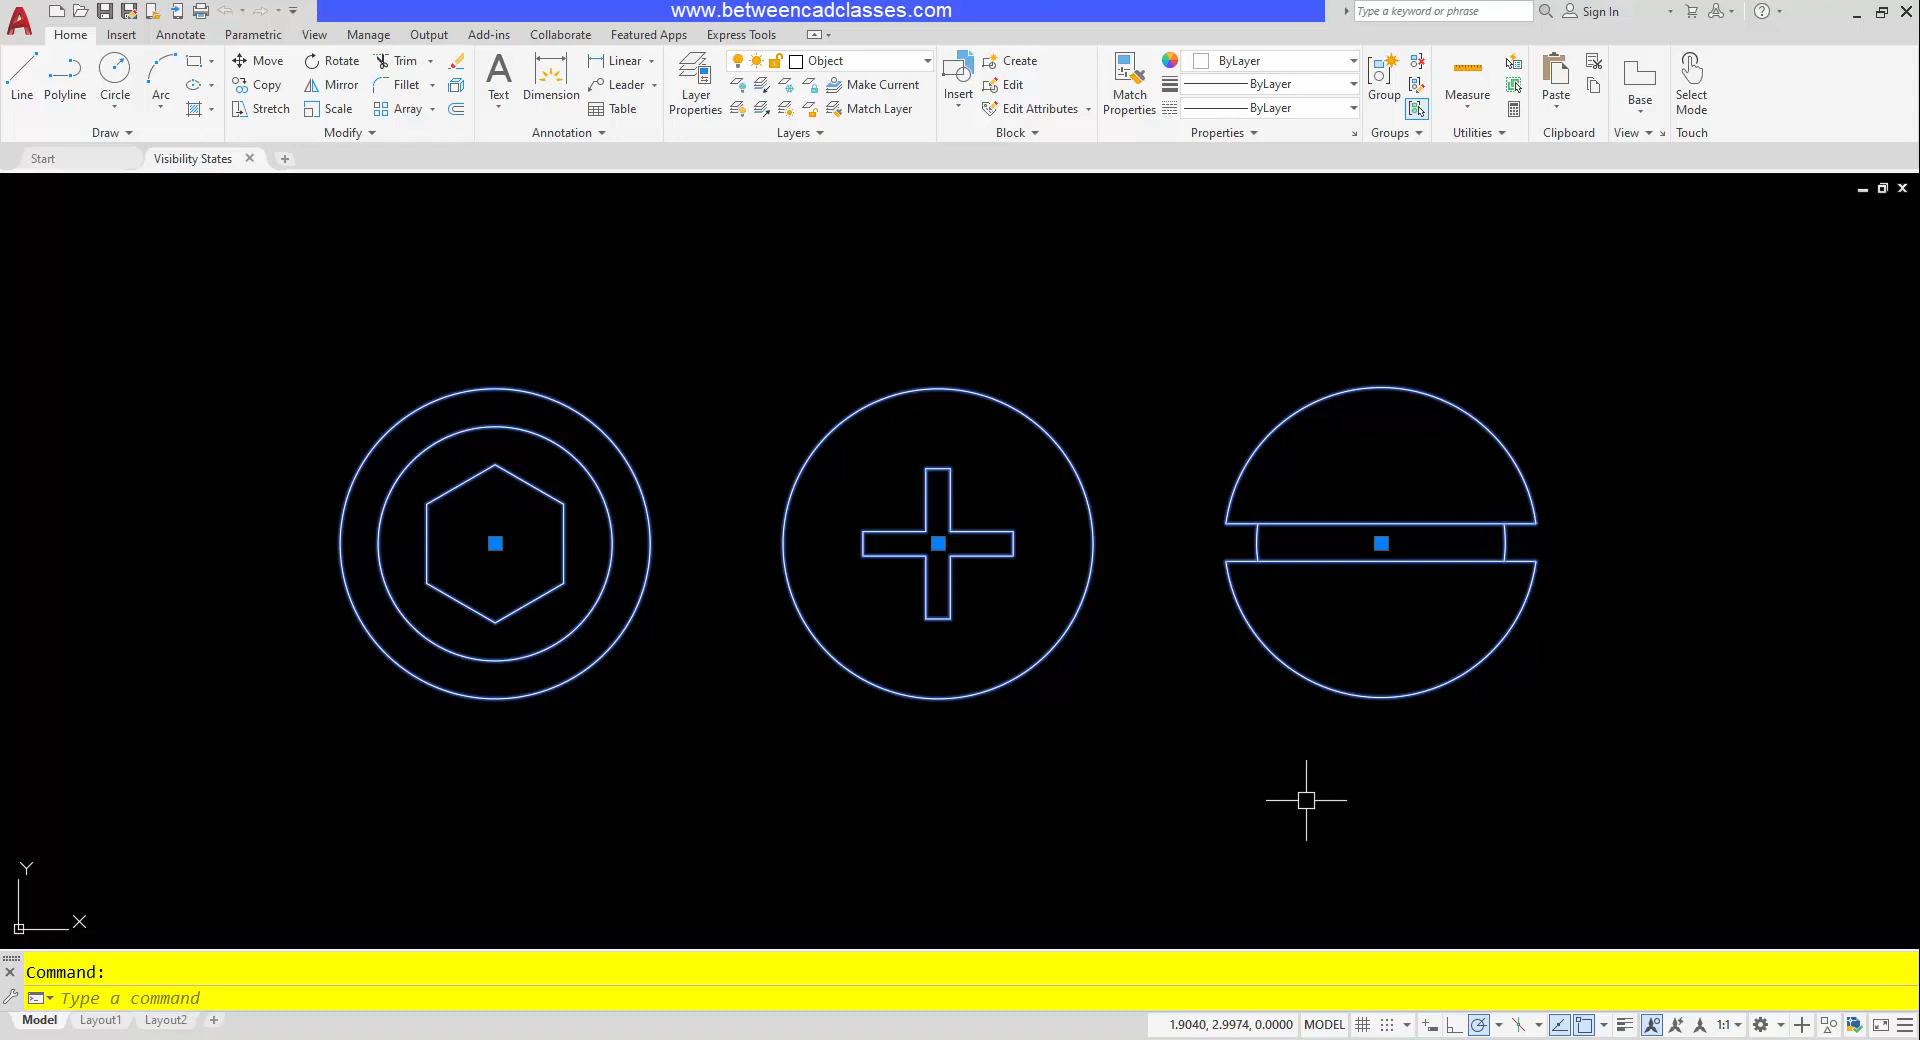 www.betweencadclasses.com
Type a keyword or phrase
Sign In
Home Insert Annotate Parametric View Manage Output Add-ins Collaborate Featured Apps Express Tools
Line Polyline Circle Arc
Draw
Move Rotate Trim
Copy Mirror Fillet
Stretch Scale Array
Modify
Text Dimension
Linear
Leader
Table
Annotation
Layer Properties
Object
Make Current
Match Layer
Layers
Insert
Create
Edit
Edit Attributes
Block
Match Properties
ByLayer
ByLayer
ByLayer
Properties
Group
Groups
Measure
Utilities
Paste
Clipboard
Base
View
Select Mode
Touch
Start
Visibility States
Y
X
Command:
Type a command
Model Layout1 Layout2
1.9040, 2.9974, 0.0000 MODEL 1:1